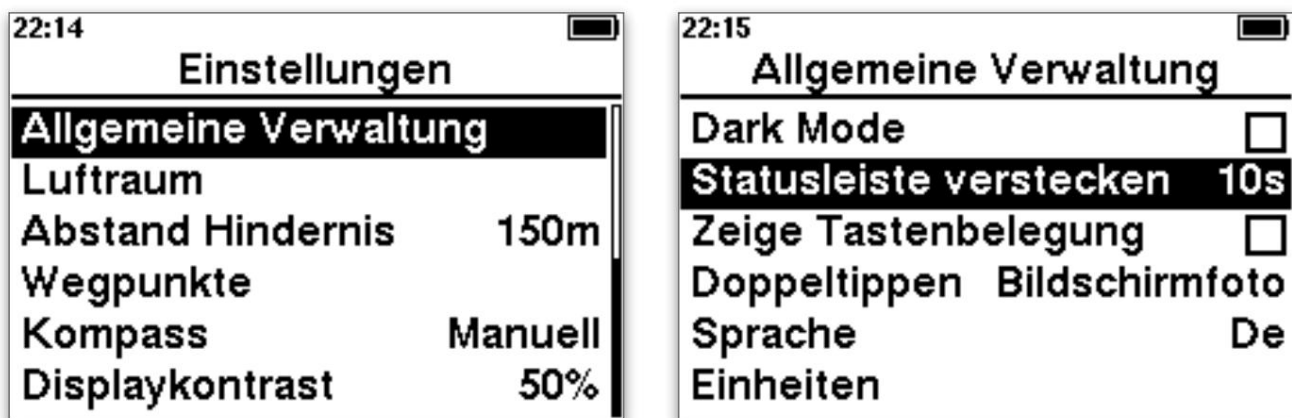 22:14
Einstellungen
Allgemeine Verwaltung
Luftraum
Abstand Hindernis 150m
Wegpunkte
Kompass Manuell
Displaykontrast 50%
22:15
Allgemeine Verwaltung
Dark Mode
Statusleiste verstecken 10s
Zeige Tastenbelegung
Doppeltippen Bildschirmfoto
Sprache De
Einheiten